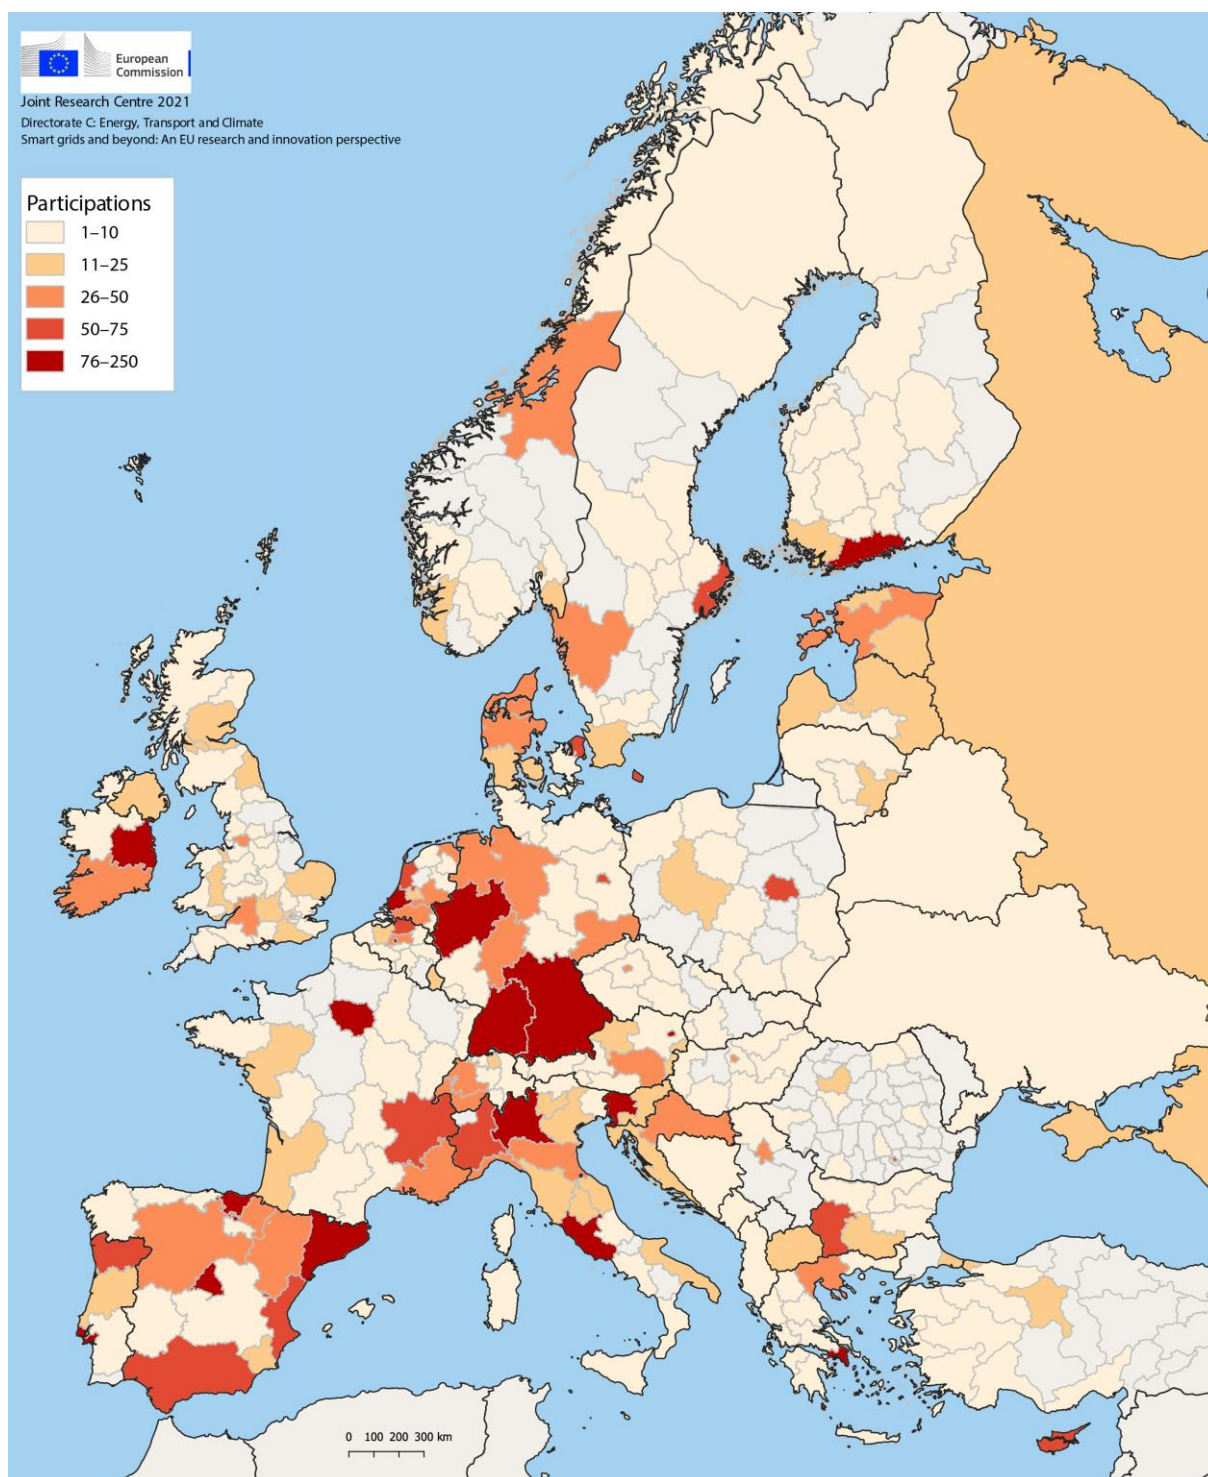 European
Commission
Joint Research Centre 2021
Directorate C: Energy, Transport and Climate
Smart grids and beyond: An EU research and innovation perspective
Participations
1–10
11–25
26–50
50–75
76–250
0 100 200 300 km